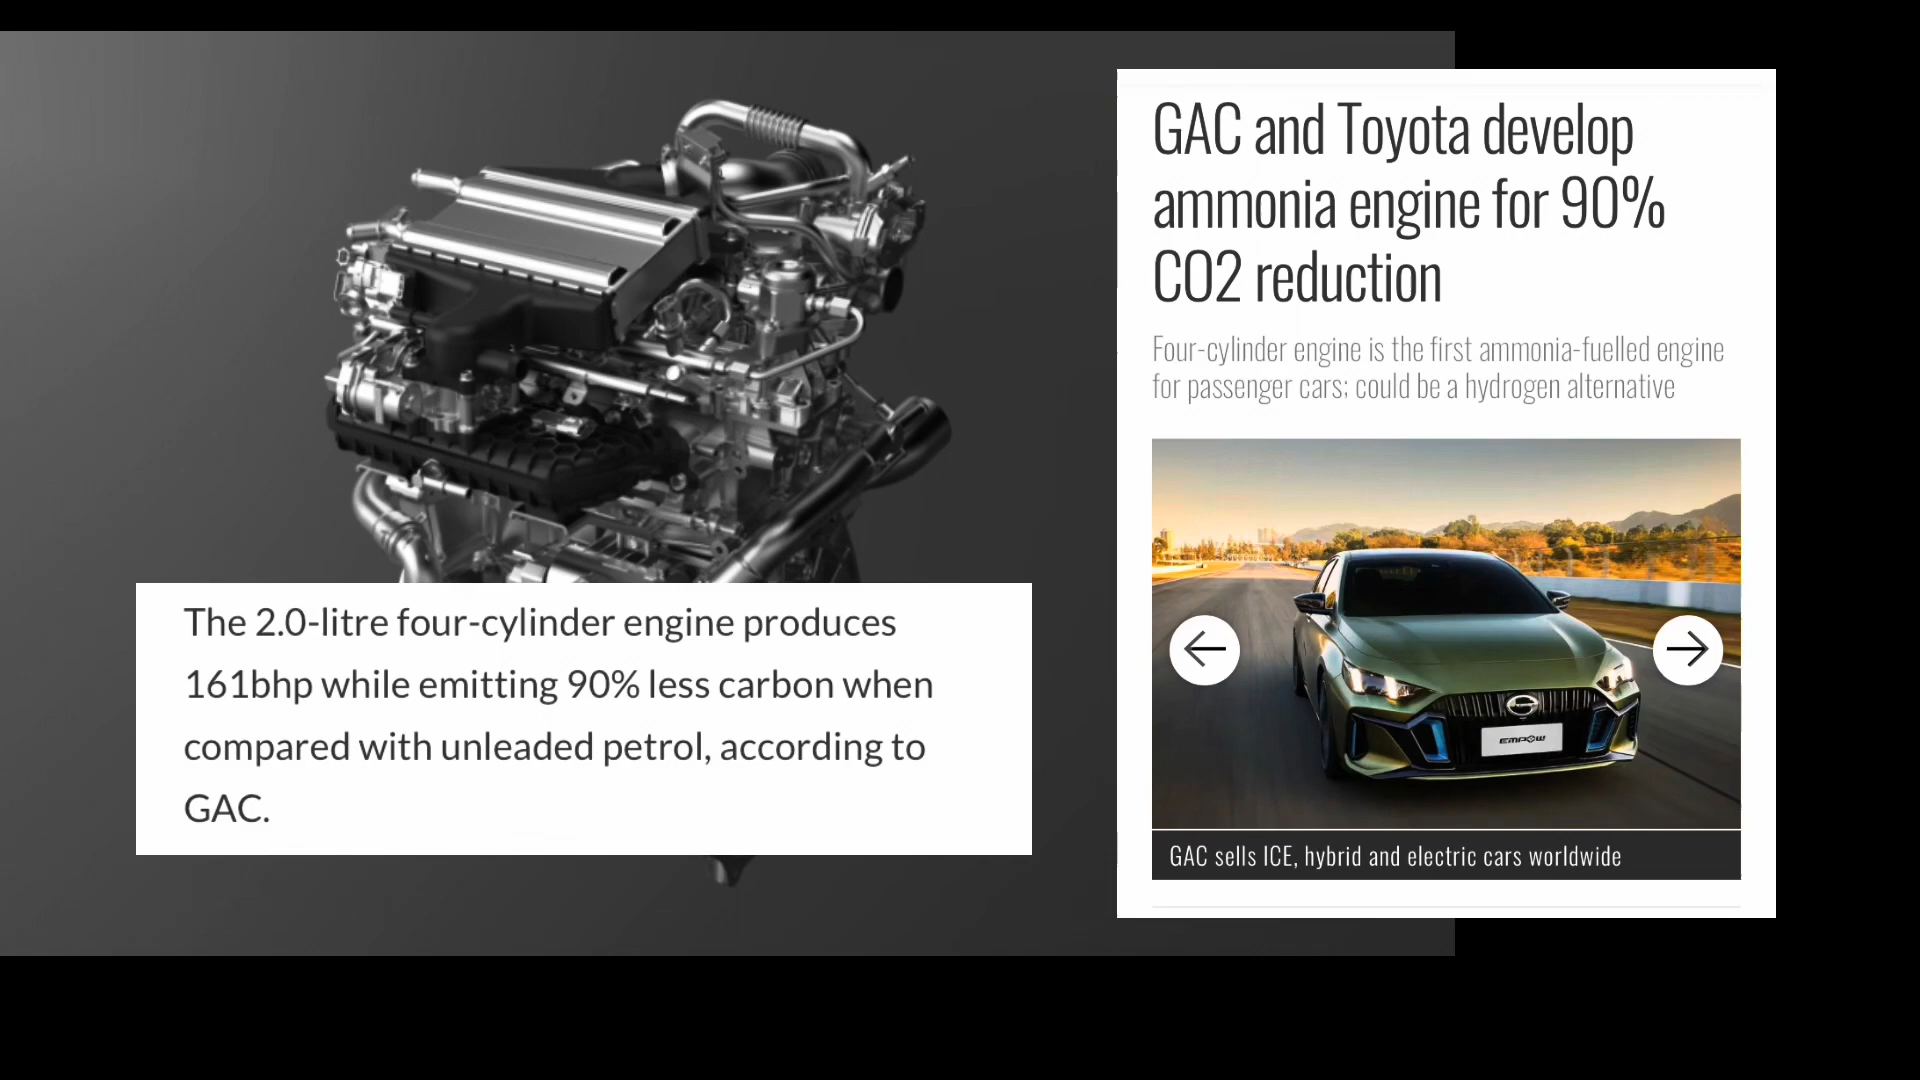 GAC and Toyota develop
ammonia engine for 90%
CO2 reduction
Four-cylinder engine is the first ammonia-fuelled engine
for passenger cars; could be a hydrogen alternative
EMPOW
GAC sells ICE, hybrid and electric cars worldwide
The 2.0-litre four-cylinder engine produces
161bhp while emitting 90% less carbon when
compared with unleaded petrol, according to
GAC.